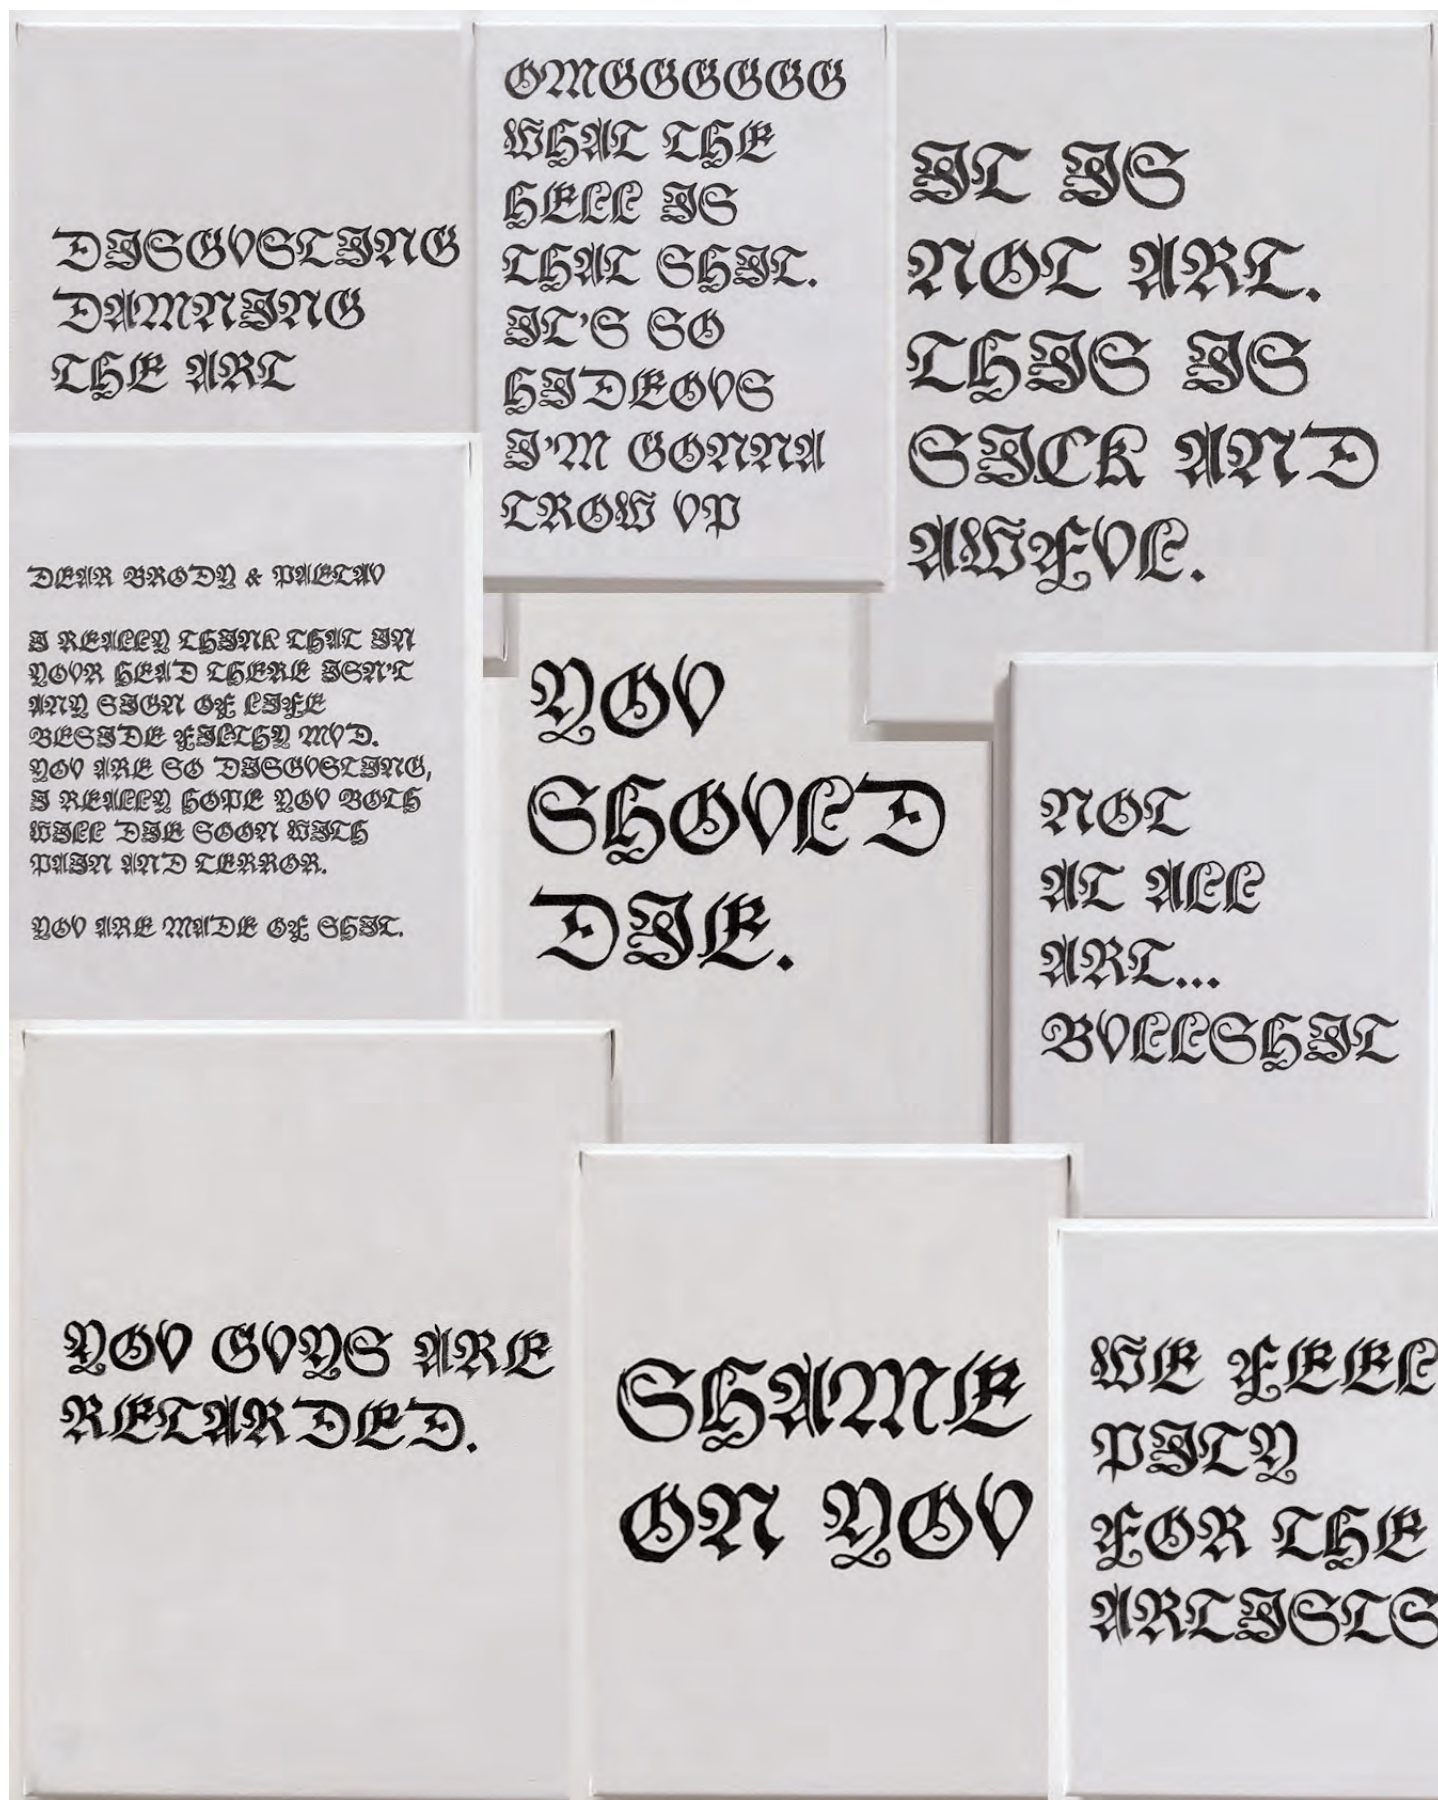 DISGVSTING
DAMNING
THE ART
OMGGGGGGG
WHAT THE
HELL IS
THAT SHIT.
IT'S SO
HIDEOVS
I'M GONNA
TROW VP
IT IS
NOT ART.
THIS IS
SICK AND
AWFVL.
DEAR BRODY & PAETAV
I REALLY THINK THAT IN
YOVR HEAD THERE ISN'T
ANY SIGN OF LIFE
BESIDE FILTHY MVD.
YOV ARE SO DISGVSTING,
I REALLY HOPE YOV BOTH
WILL DIE SOON WITH
PAIN AND TERROR.
YOV ARE MADE OF SHIT.
YOV
SHOVLD
DIE.
NOT
AT ALL
ART...
BVLLSHIT
YOV GVYS ARE
RETARDED.
SHAME
ON YOV
WE FEEL
PITY
FOR THE
ARTISTS